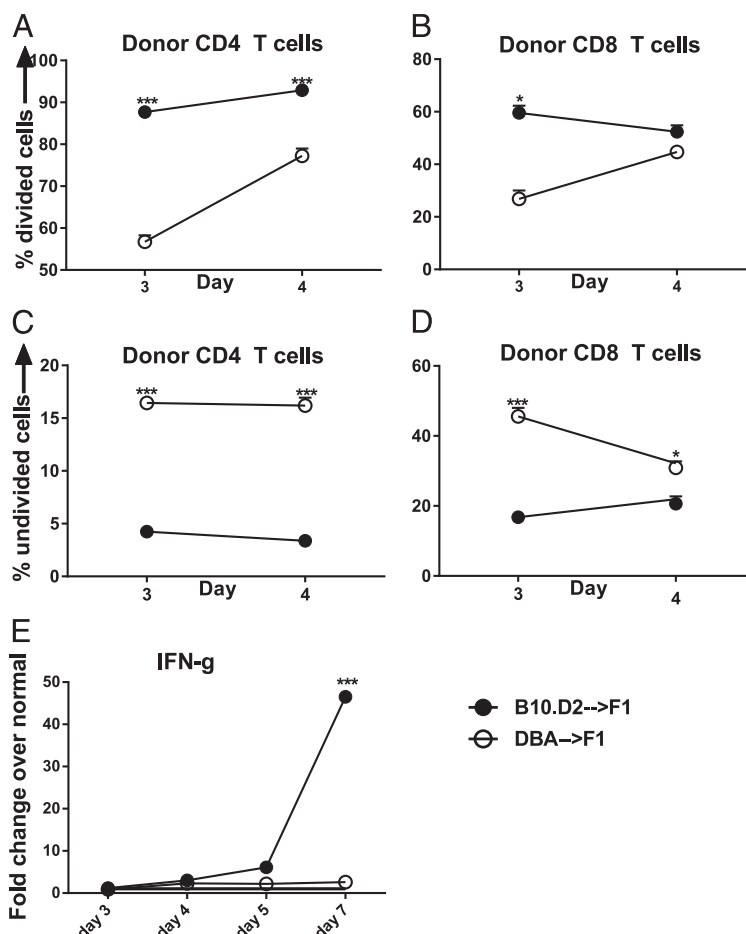 A
Donor CD4 T cells
% divided cells
100
90
80
70
60
50
***
***
3
Day
4
B
Donor CD8 T cells
60
40
20
0
*
3
Day
4
C
Donor CD4 T cells
% undivided cells
20
15
10
5
0
***
***
3
Day
4
D
Donor CD8 T cells
60
40
20
0
***
*
3
Day
4
E
IFN-g
Fold change over normal
50
40
30
20
10
0
***
day 3
day 4
day 5
day 7
B10.D2-->F1
DBA-->F1